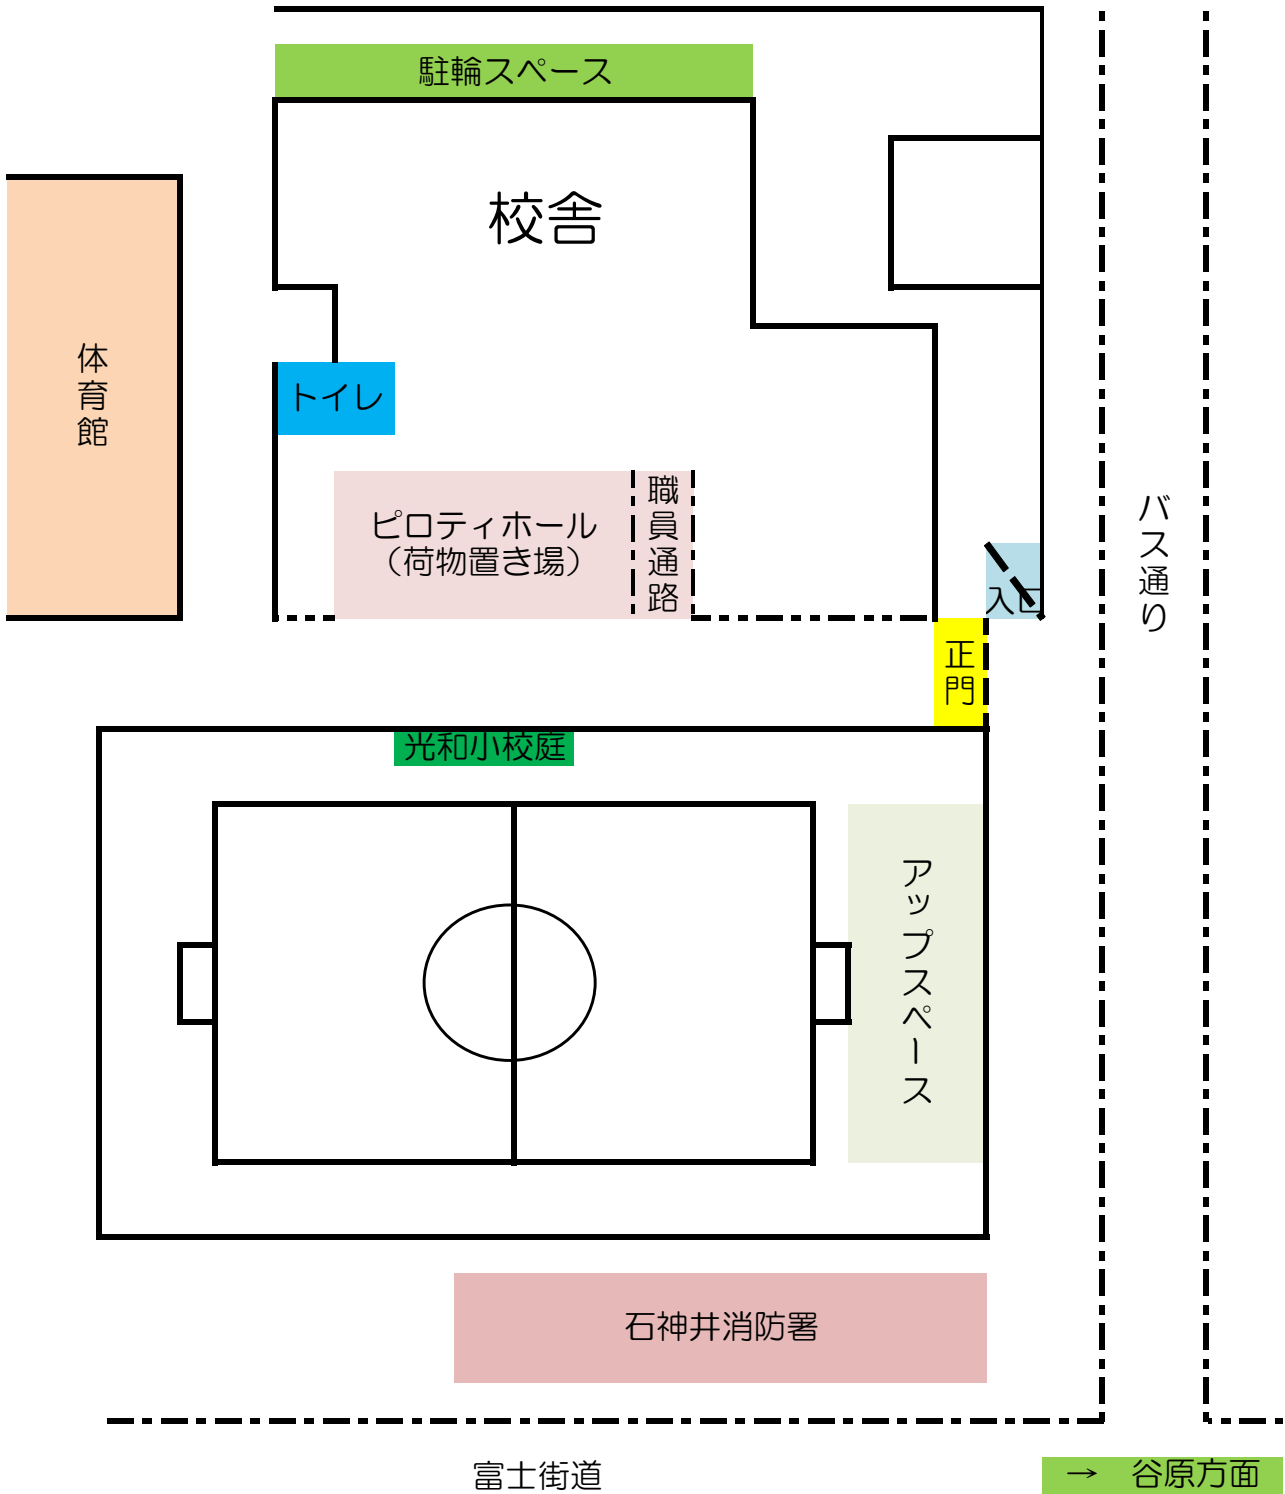 駐輪スペース
校舎
体育館
トイレ
ピロティホール
（荷物置き場）
職員通路
バス通り
入口
正門
光和小校庭
アップスペース
石神井消防署
富士街道
→　谷原方面